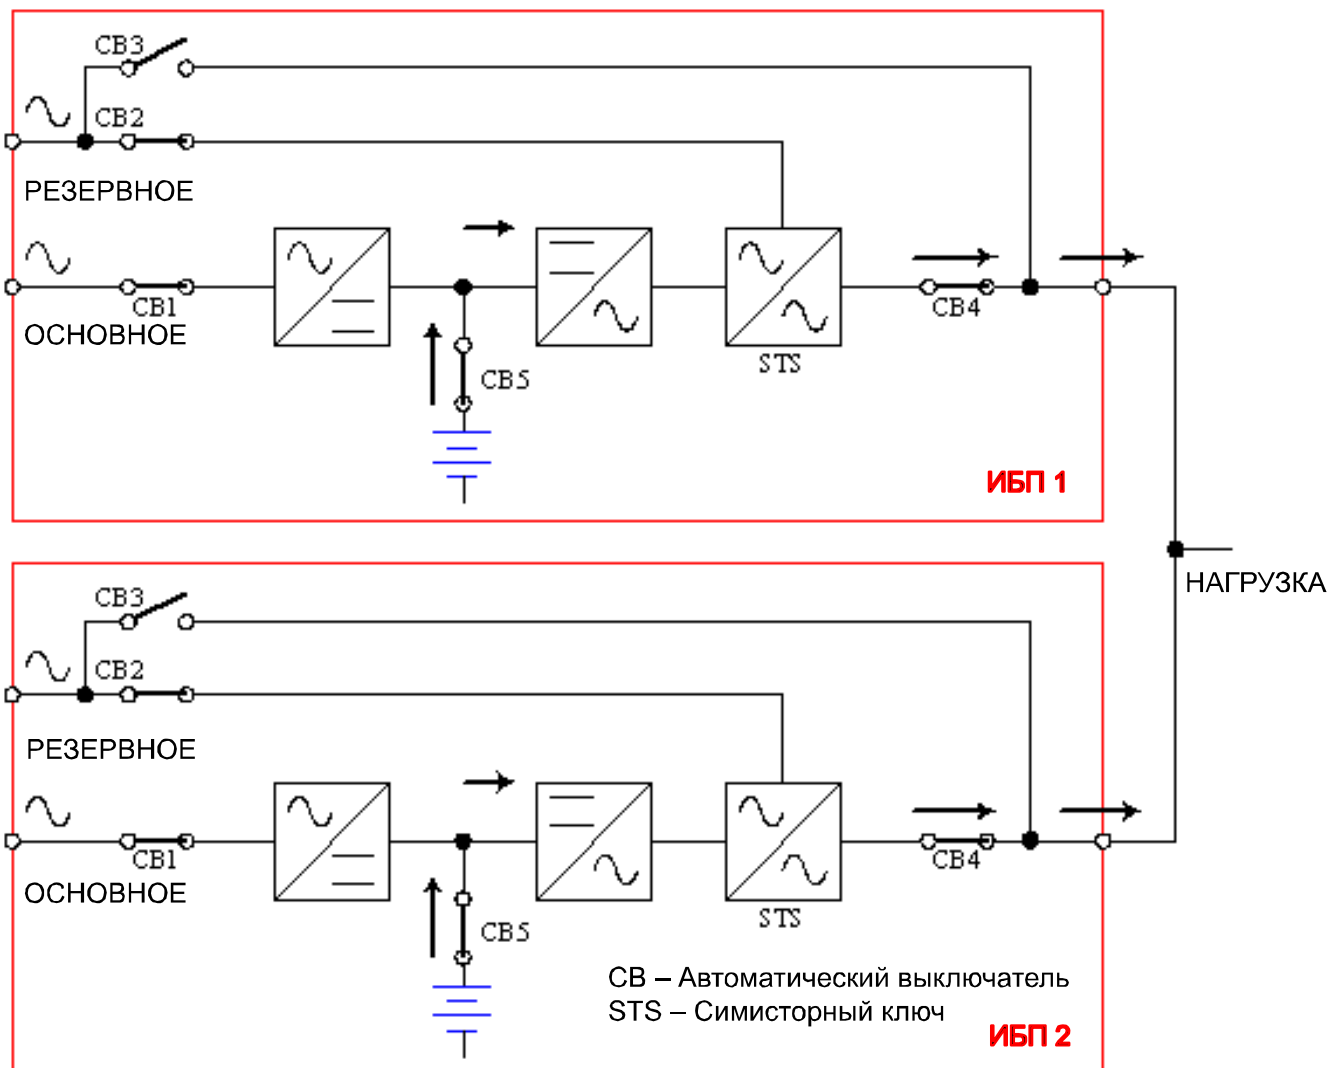 CB3
CB2
РЕЗЕРВНОЕ
CB1
ОСНОВНОЕ
CB4
STS
CB5
ИБП 1
НАГРУЗКА
CB3
CB2
РЕЗЕРВНОЕ
CB1
ОСНОВНОЕ
CB4
STS
CB5
СВ – Автоматический выключатель
STS – Симисторный ключ
ИБП 2